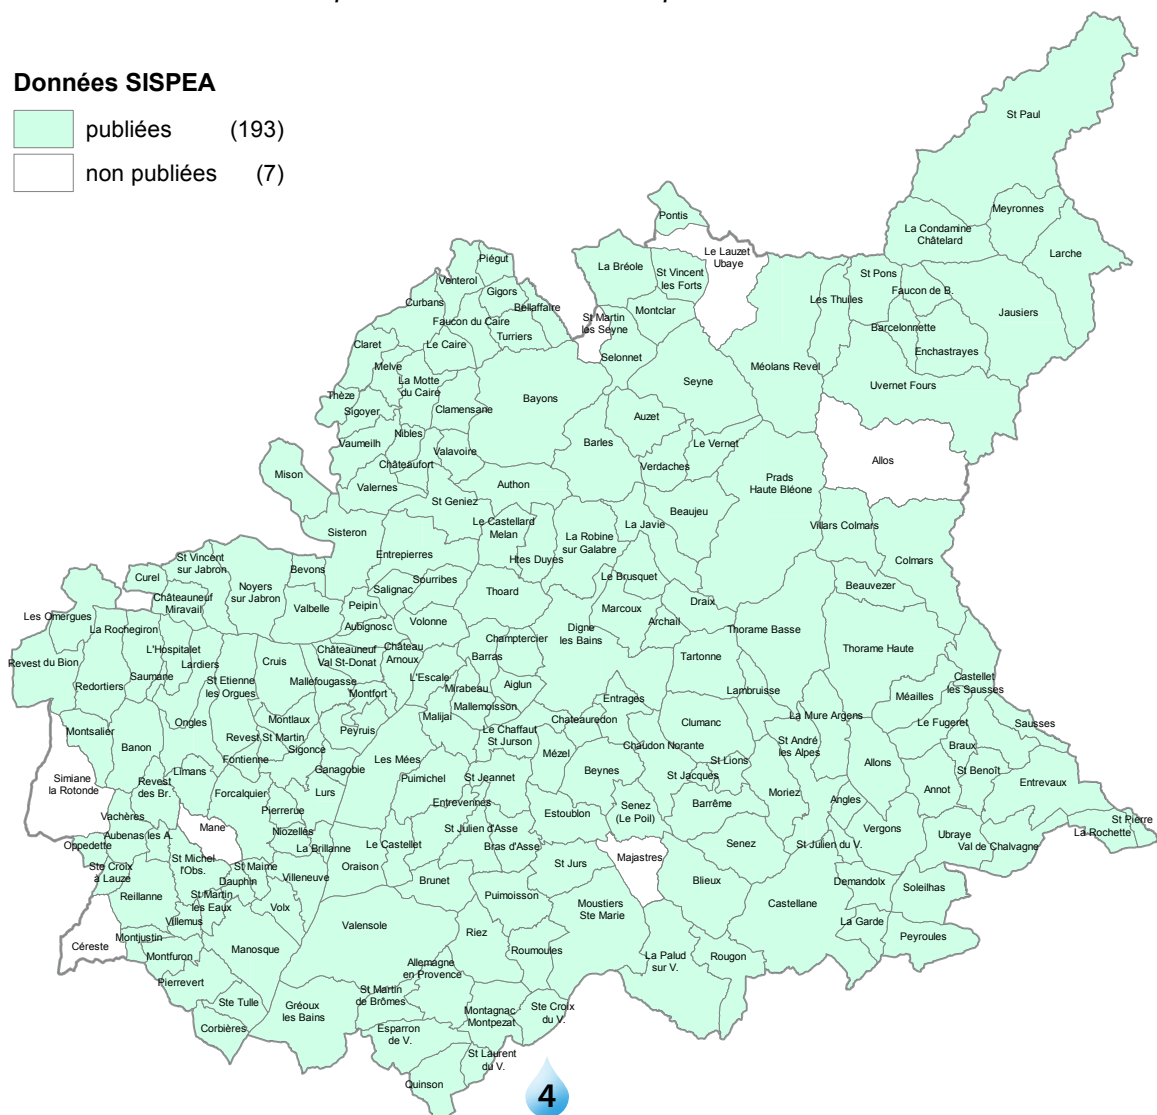 Données SISPEA
publiées (193)
non publiées (7)
St Paul
Meyronnes
La Condamine
Châtelard
Larche
Pontis
Le Lauzet
Ubaye
La Bréole
St Vincent
les Forts
St Pons
Les Thuiles
Faucon de B.
Jausiers
Barcelonnette
Enchastrayes
Piégut
Venterol
Gigors
Curbans
Bellaffaire
Faucon du Caire
Turriers
St Martin
lès Seyne
Montclar
Selonnet
Claret
Le Caire
Melve
La Motte
du Caire
Seyne
Méolans Revel
Uvernet Fours
Thèze
Sigoyer
Clamensane
Bayons
Auzet
Vaumeilh
Nibles
Valavoire
Barles
Le Vernet
Verdaches
Allos
Mison
Châteaufort
Valernes
Authon
Prads
Haute Bléone
St Geniez
Beaujeu
Sisteron
Le Castellard
Melan
La Robine
sur Galabre
La Javie
Villars Colmars
Entrepierres
Htes Duyes
Colmars
St Vincent
sur Jabron
Curel
Noyers
sur Jabron
Bevons
Sourribes
Salignac
Thoard
Le Brusquet
Beauvezer
Châteauneuf
Miravail
Valbelle
Peipin
Marcoux
Draix
Les Omergues
La Rochegiron
Aubignosc
Volonne
Archail
Digne
les Bains
Thorame Basse
Champtercier
Thorame Haute
L'Hospitalet
Lardiers
Revest du Bion
Saumane
Redortiers
Cruis
Châteauneuf
Val St-Donat
Château
Arnoux
Barras
Tartonne
St Etienne
les Orgues
Mallefougasse
Montfort
L'Escale
Mirabeau
Aiglun
Mallemoisson
Entrages
Lambruisse
Castellet
les Sausses
Méailles
Montsalier
Ongles
Montlaux
Malijai
Chateauredon
Clumanc
La Mure Argens
Le Fugeret
Sausses
Banon
Revest St Martin
Peyruis
Le Chaffaut
St Jurson
Sigonce
Fontienne
Mézel
Chaudon Norante
St André
les Alpes
Braux
Simiane
la Rotonde
Limans
Revest
des Br.
Ganagobie
Les Mées
Puimichel
St Jeannet
Beynes
St Lions
St Jacques
Allons
St Benoît
Entrevaux
Annot
Forcalquier
Lurs
Moriez
Vachères
Pierrerue
Entrevennes
Senez
(Le Poil)
Barrême
Angles
Estoublon
St Pierre
La Rochette
Mane
Niozelles
St Julien d'Asse
Vergons
Ubraye
Val de Chalvagne
Aubenas les A.
Oppedette
La Brillanne
Bras d'Asse
Senez
St Julien du V.
Ste Croix
à Lauze
St Michel
l'Obs.
St Maime
Dauphin
Villeneuve
Oraison
Le Castellet
Brunet
St Jurs
Majastres
Blieux
Demandolx
Soleilhas
Reillanne
St Martin
les Eaux
Villemus
Volx
Puimoisson
Moustiers
Ste Marie
Castellane
La Garde
Céreste
Montjustin
Montfuron
Manosque
Valensole
Riez
Roumoules
Peyroules
La Palud
sur V.
Rougon
Pierrevert
Allemagne
en Provence
Ste Tulle
St Martin
de Brômes
Gréoux
les Bains
Montagnac
Montpezat
Ste Croix
du V.
Corbières
Esparron
de V.
St Laurent
du V.
Quinson
4